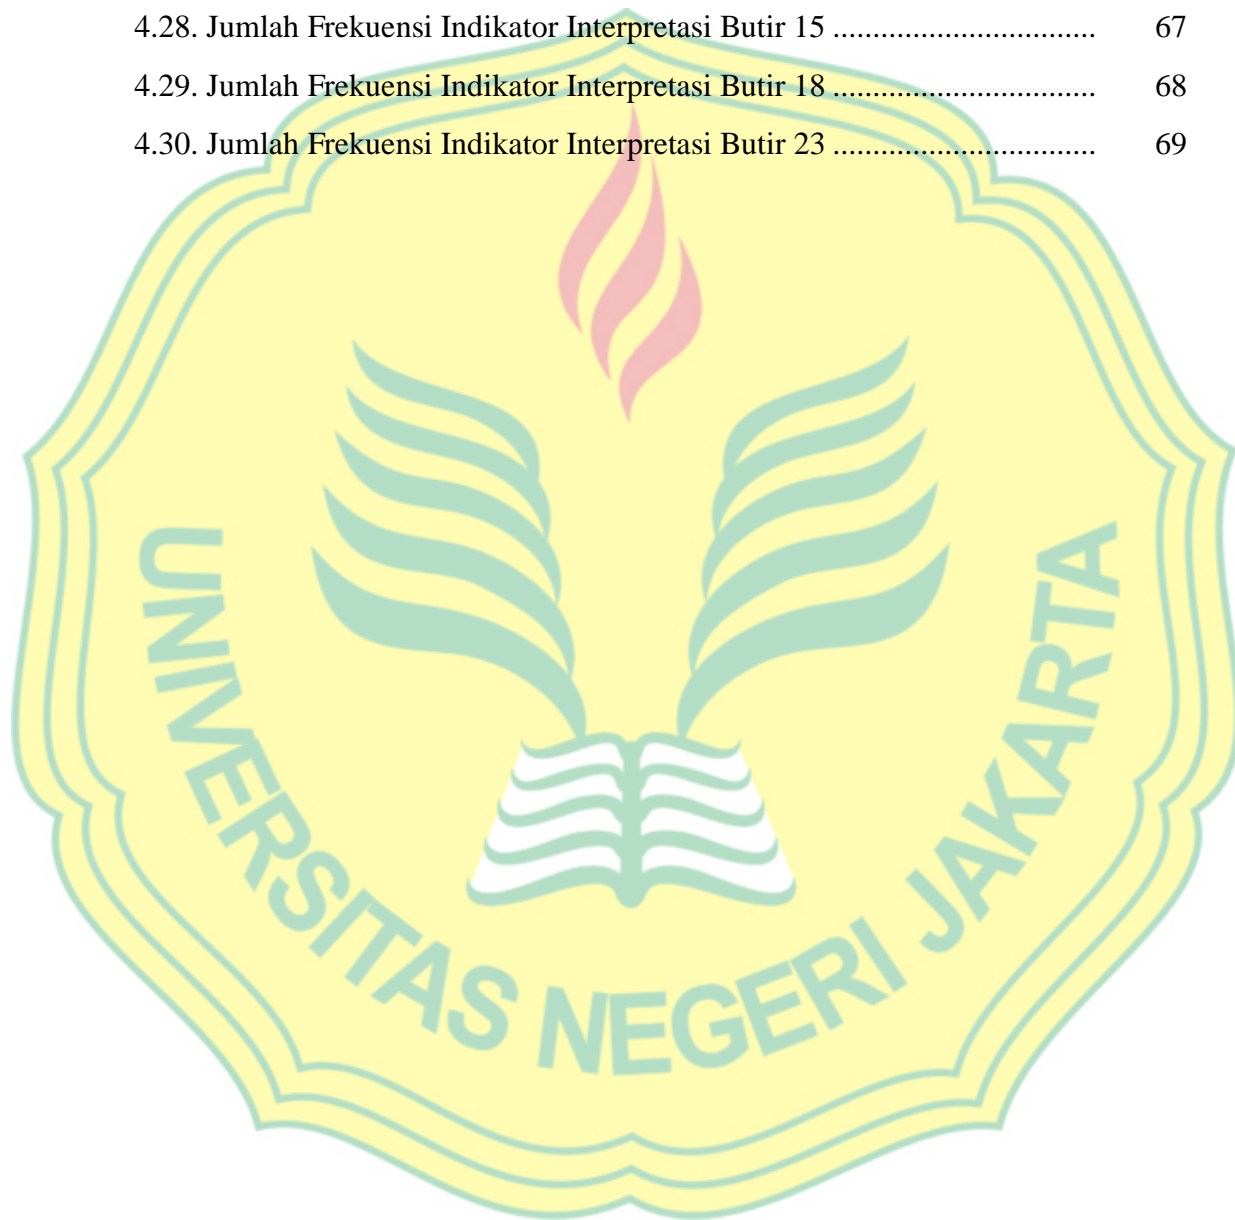 4.28. Jumlah Frekuensi Indikator Interpretasi Butir 15 ................................. 67
4.29. Jumlah Frekuensi Indikator Interpretasi Butir 18 ................................. 68
4.30. Jumlah Frekuensi Indikator Interpretasi Butir 23 ................................. 69
UNIVERSITAS NEGERI JAKARTA